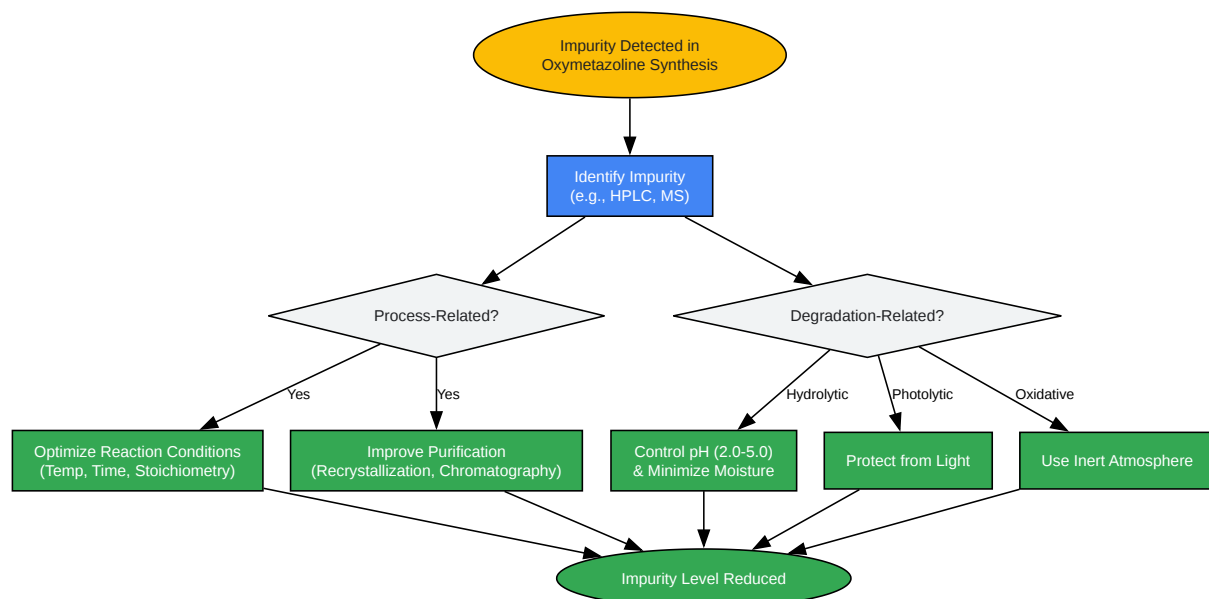 Impurity Detected in
Oxymetazoline Synthesis
Identify Impurity
(e.g., HPLC, MS)
Process-Related?
Degradation-Related?
Yes
Yes
Hydrolytic
Photolytic
Oxidative
Optimize Reaction Conditions
(Temp, Time, Stoichiometry)
Improve Purification
(Recrystallization, Chromatography)
Control pH (2.0-5.0)
& Minimize Moisture
Protect from Light
Use Inert Atmosphere
Impurity Level Reduced